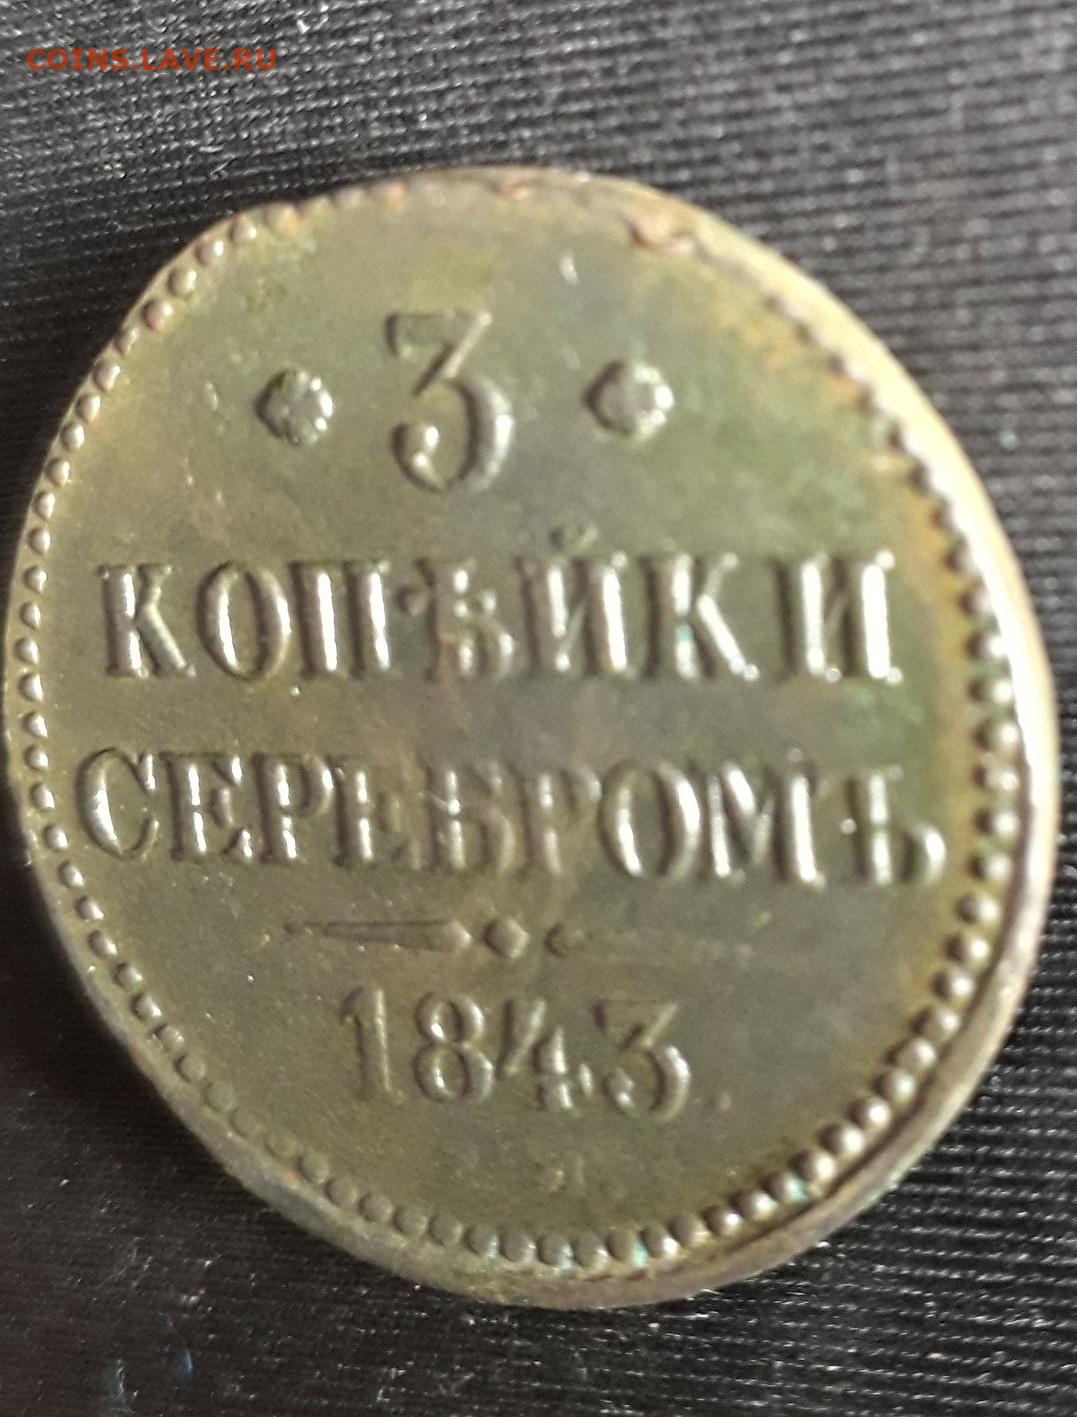 COINS.LAVE.RU
3
КОПѢЙКИ
СЕРЕБРОМЪ
1843.